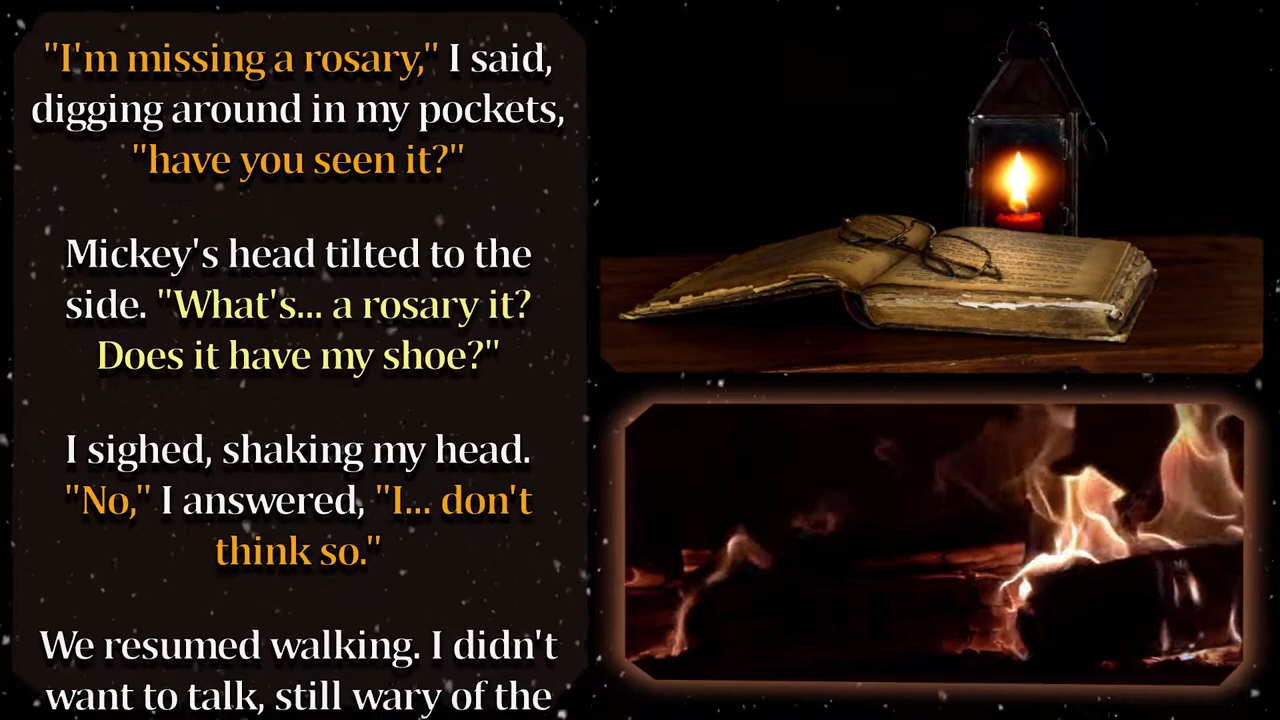 "I'm missing a rosary," I said,
digging around in my pockets,
"have you seen it?"
Mickey's head tilted to the
side. "What's... a rosary it?
Does it have my shoe?"
I sighed, shaking my head.
"No," I answered, "I... don't
think so."
We resumed walking. I didn't
want to talk, still wary of the